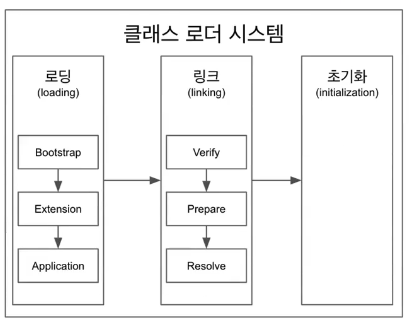 클래스 로더 시스템
로딩
(loading)
Bootstrap
Extension
Application
링크
(linking)
Verify
Prepare
Resolve
초기화
(initialization)